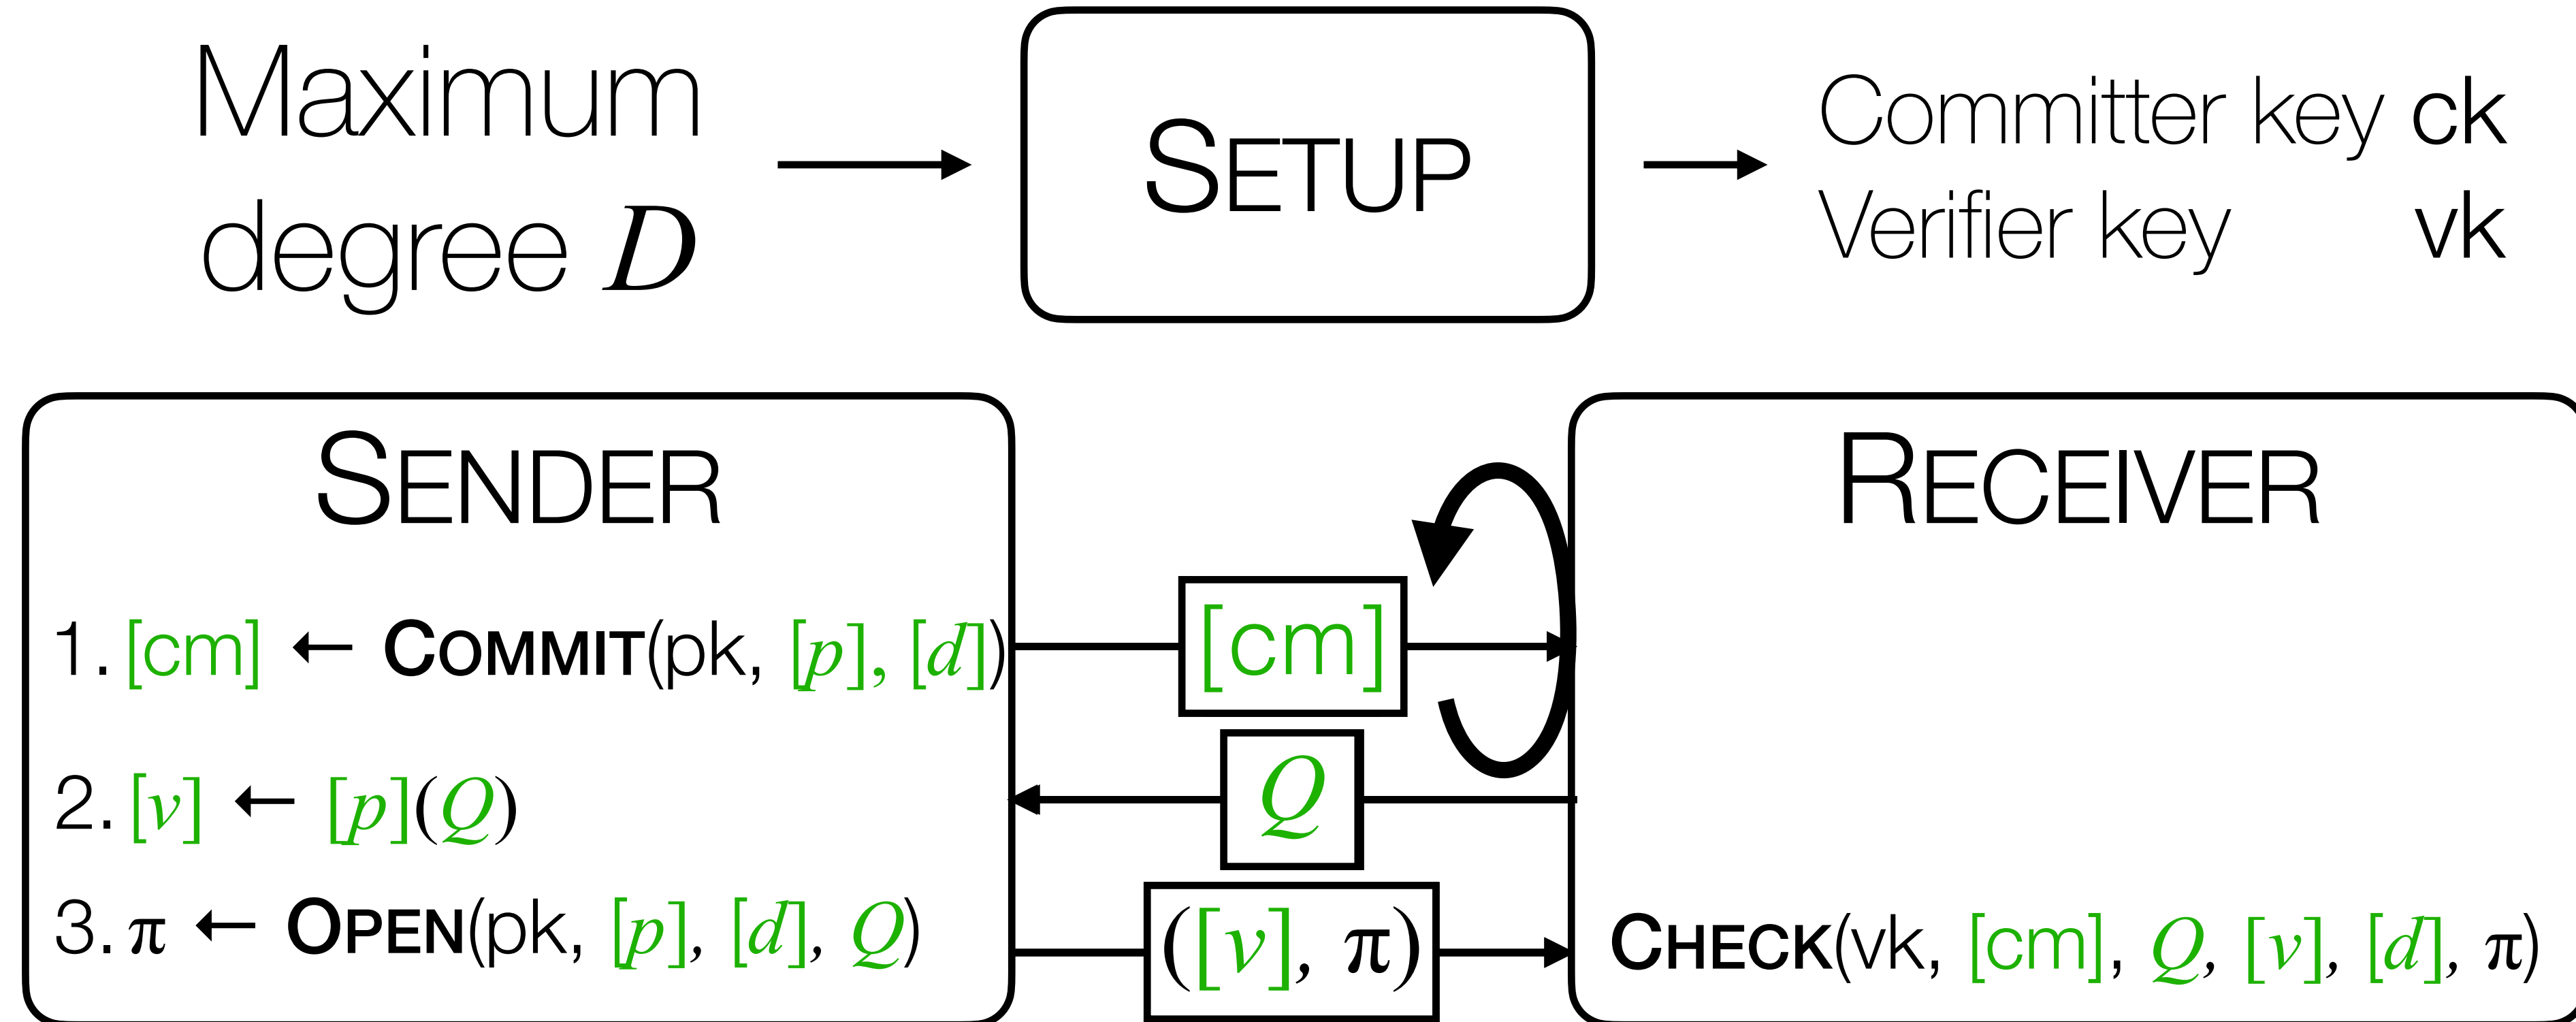 Maximum
degree D
SETUP
Committer key ck
Verifier key vk
SENDER
1. [cm] ← COMMIT(pk, [p], [d])
2. [v] ← [p](Q)
3. π ← OPEN(pk, [p], [d], Q)
[cm]
Q
([v], π)
RECEIVER
CHECK(vk, [cm], Q, [v], [d], π)